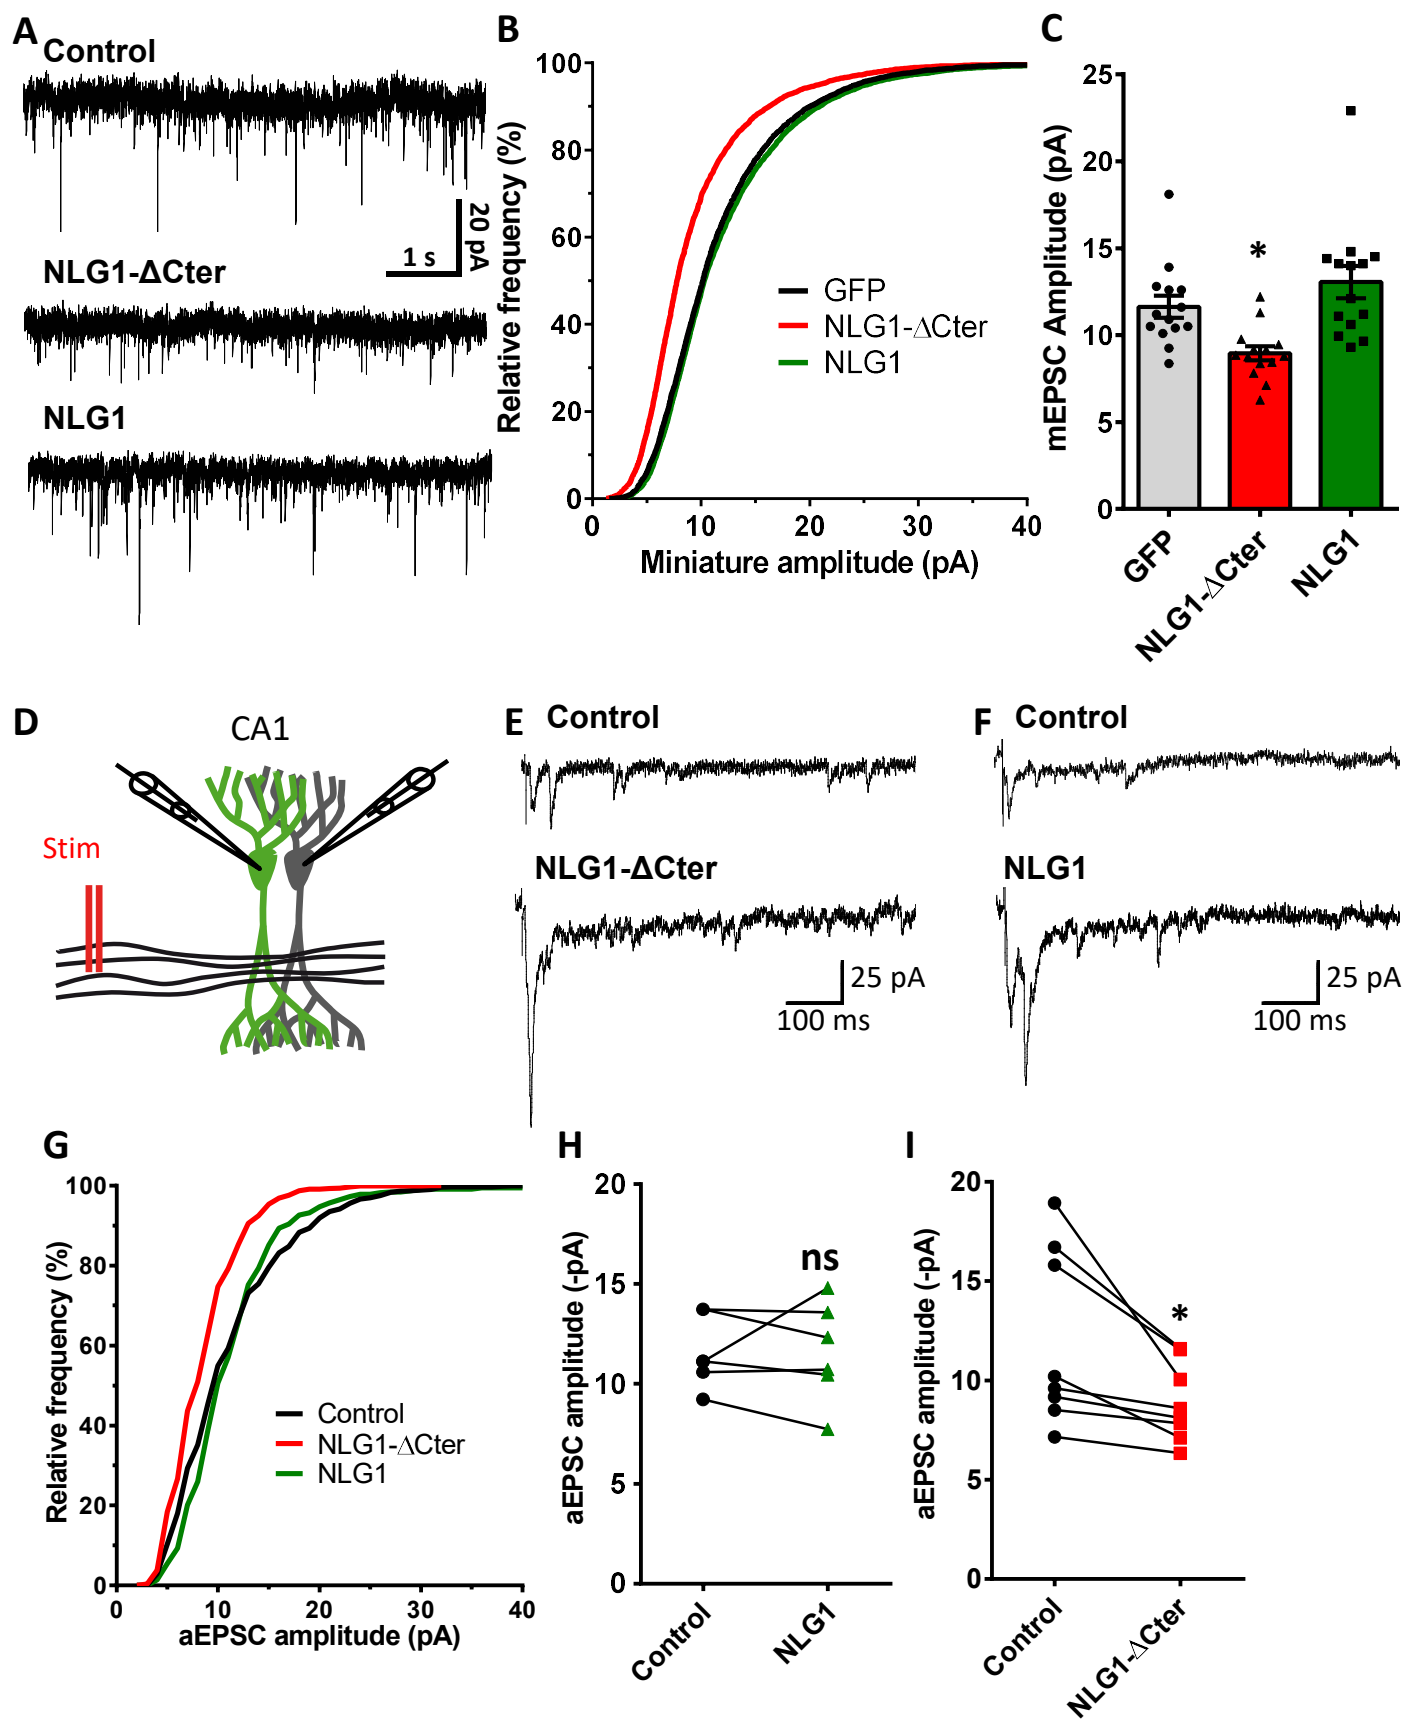 A
Control
20 pA
1 s
NLG1-ΔCter
NLG1
B
Relative frequency (%)
100
80
60
40
20
0
0 10 20 30 40
Miniature amplitude (pA)
GFP
NLG1-ΔCter
NLG1
C
mEPSC Amplitude (pA)
25
20
15
10
5
0
*
GFP
NLG1-ΔCter
NLG1
D
CA1
Stim
E
Control
NLG1-ΔCter
25 pA
100 ms
F
Control
NLG1
25 pA
100 ms
G
Relative frequency (%)
100
80
60
40
20
0
0 10 20 30 40
aEPSC amplitude (pA)
Control
NLG1-ΔCter
NLG1
H
aEPSC amplitude (-pA)
20
15
10
5
0
ns
Control
NLG1
I
aEPSC amplitude (-pA)
20
15
10
5
0
*
Control
NLG1-ΔCter